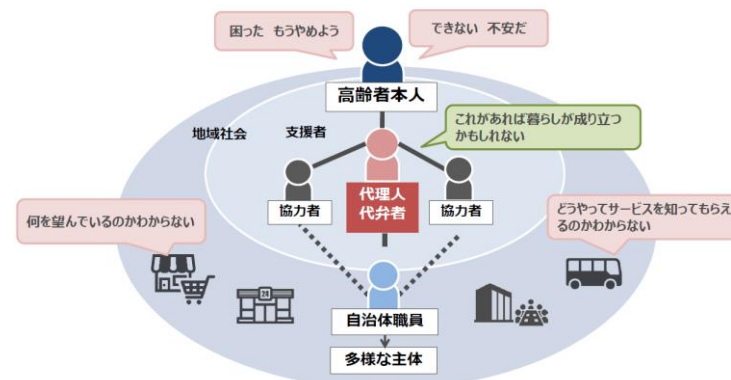 困った もうやめよう
できない 不安だ
高齢者本人
地域社会
支援者
これがあれば暮らしが成り立つ
かもしれない
協力者
代理人
代弁者
協力者
何を望んでいるのかわからない
どうやってサービスを知ってもらえ
るのかわからない
24
自治体職員
多様な主体